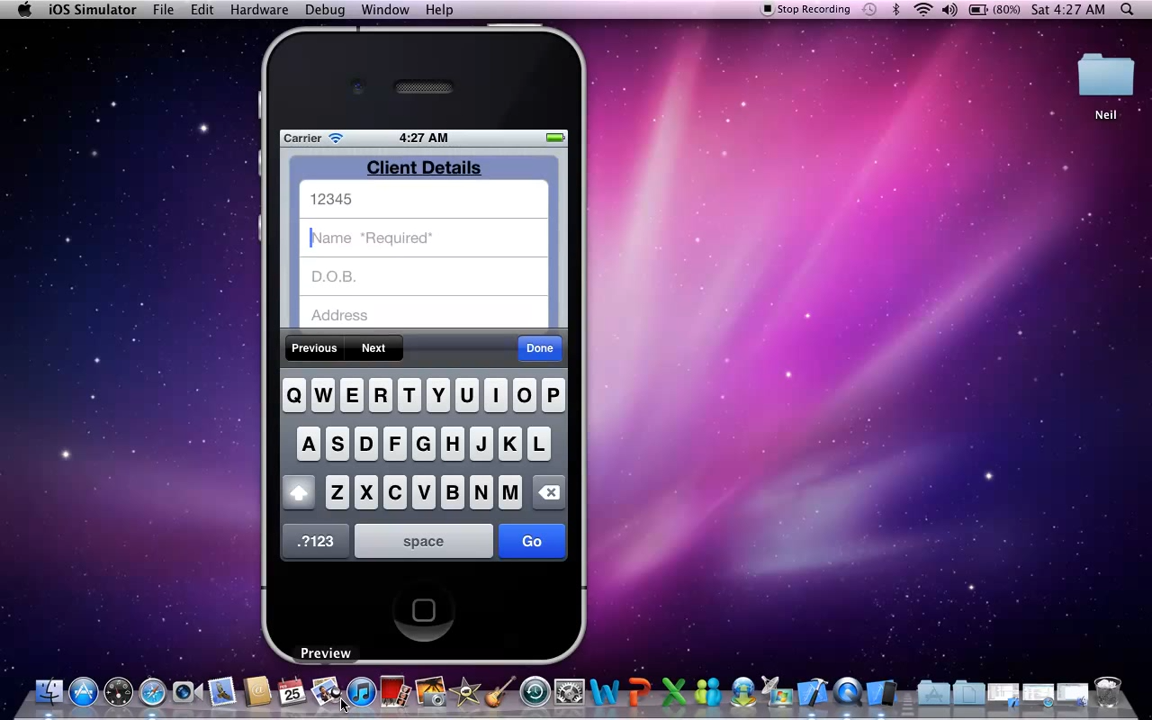 iOS Simulator File Edit Hardware Debug Window Help Stop Recording (80%) Sat 4:27 AM
Neil
Carrier 4:27 AM
Client Details
12345
Name *Required*
D.O.B.
Address
Previous Next Done
Q W E R T Y U I O P
A S D F G H J K L
Z X C V B N M
.?123 space Go
Preview
25